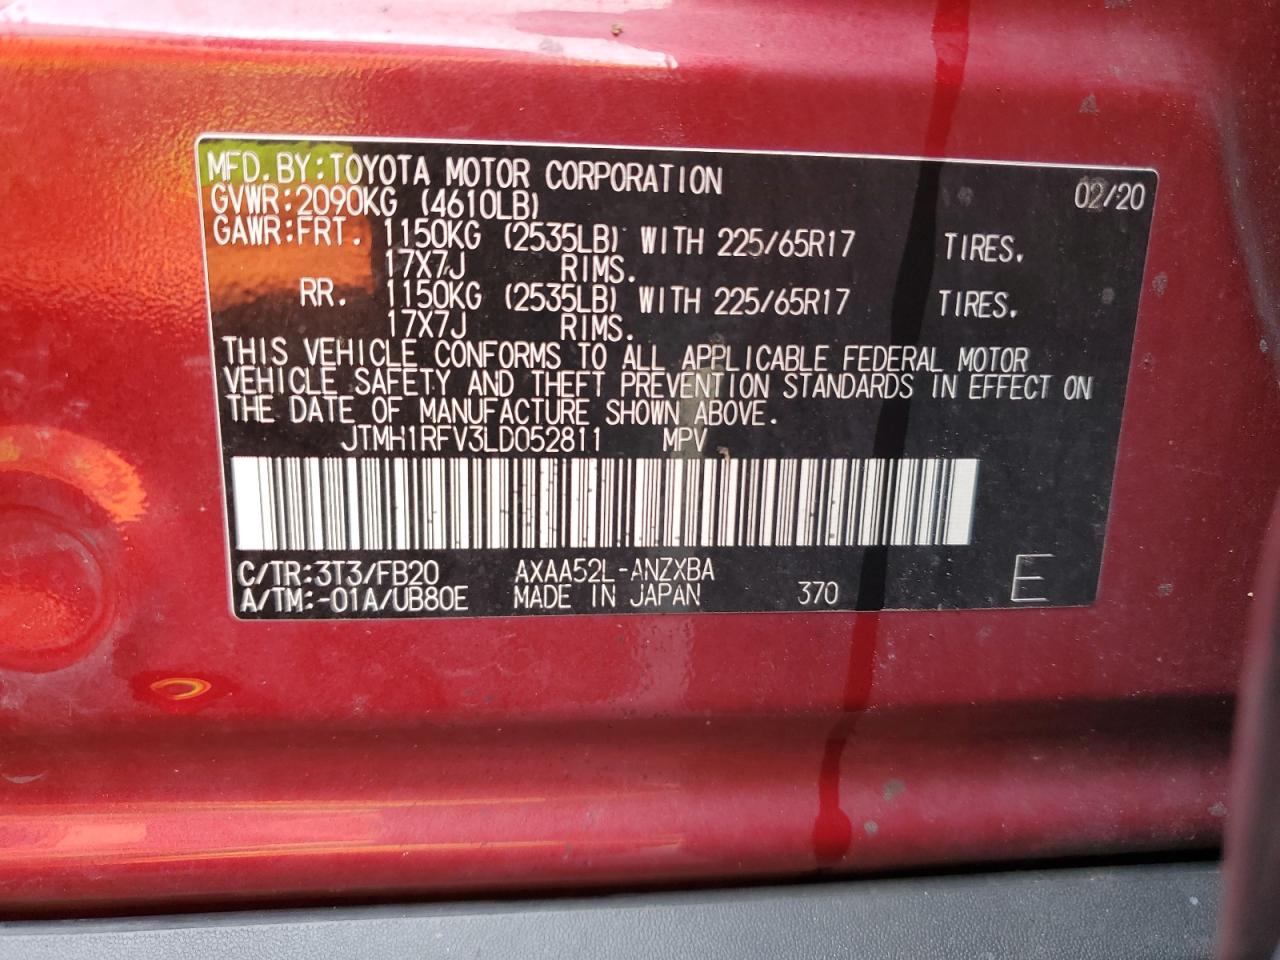 MFD. BY: TOYOTA MOTOR CORPORATION 02/20
GVWR: 2090KG (4610LB)
GAWR: FRT. 1150KG (2535LB) WITH 225/65R17 TIRES.
17X7J RIMS.
RR. 1150KG (2535LB) WITH 225/65R17 TIRES.
17X7J RIMS.
THIS VEHICLE CONFORMS TO ALL APPLICABLE FEDERAL MOTOR
VEHICLE SAFETY AND THEFT PREVENTION STANDARDS IN EFFECT ON
THE DATE OF MANUFACTURE SHOWN ABOVE.
JTMH1RFV3LD052811 MPV
C/TR: 3T3/FB20 AXAA52L-ANZXBA
A/TM: -01A/UB80E MADE IN JAPAN 370 E